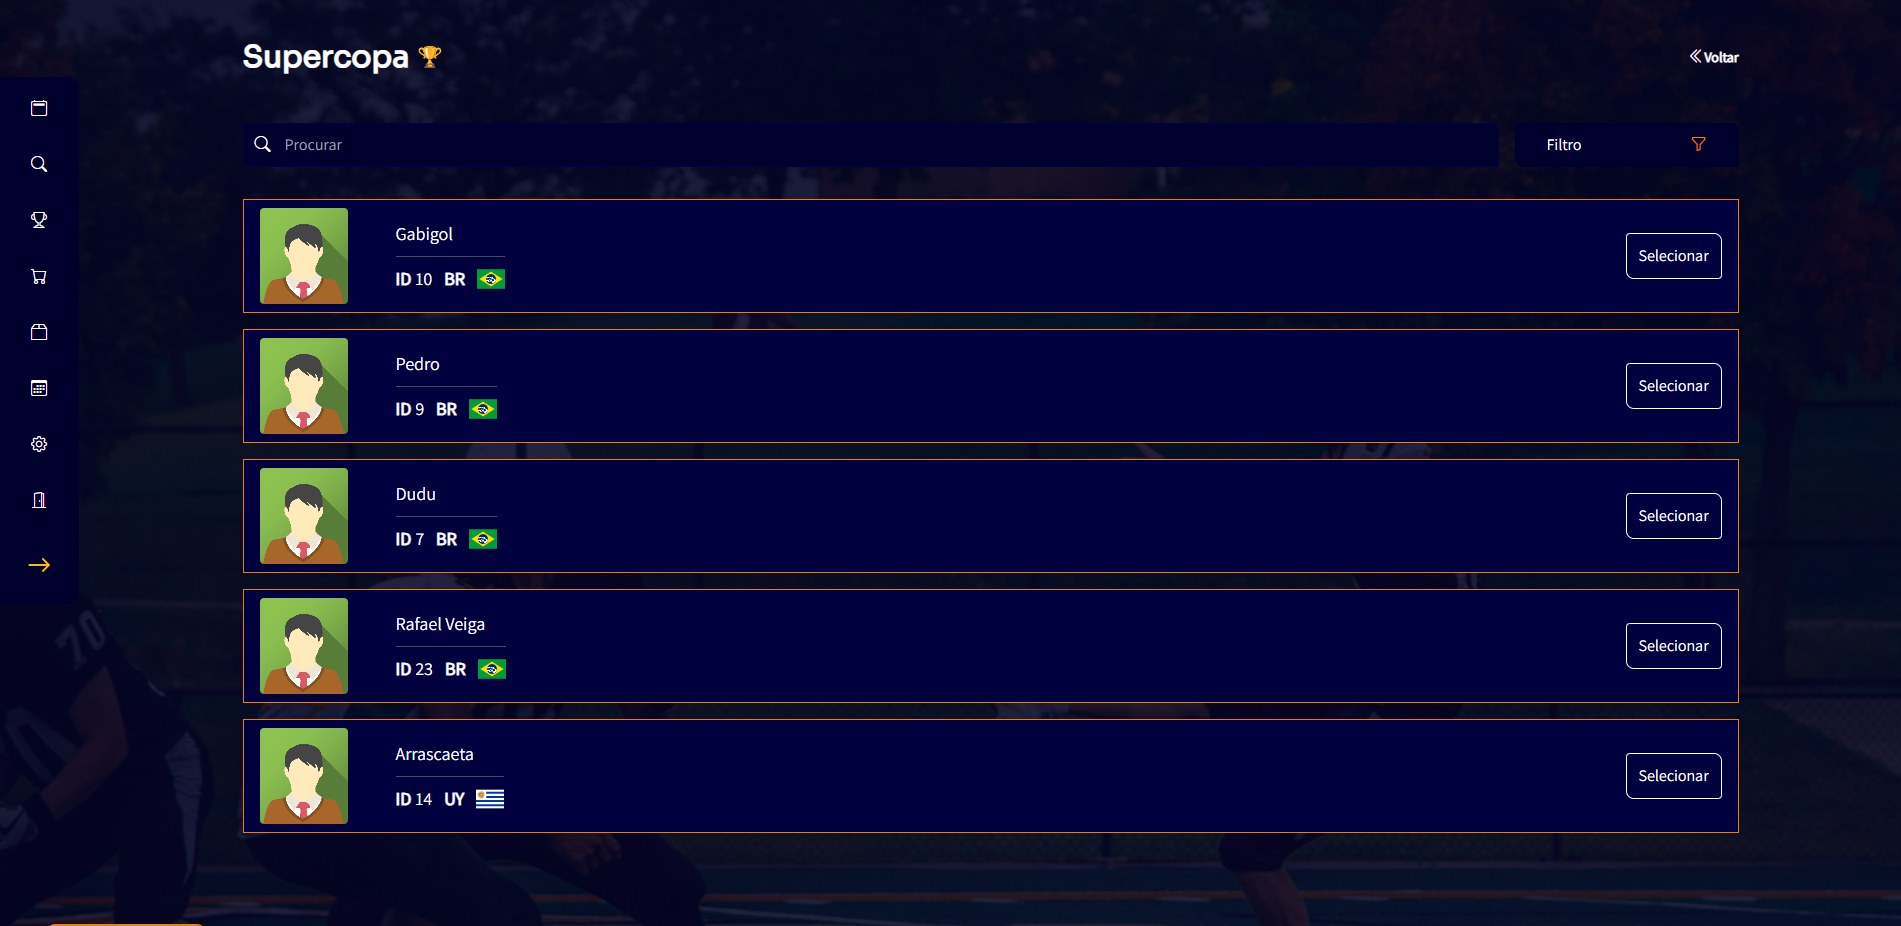 Supercopa 🏆
Voltar
Procurar
Filtro
Gabigol
ID 10 BR
Selecionar
Pedro
ID 9 BR
Selecionar
Dudu
ID 7 BR
Selecionar
Rafael Veiga
ID 23 BR
Selecionar
Arrascaeta
ID 14 UY
Selecionar
70